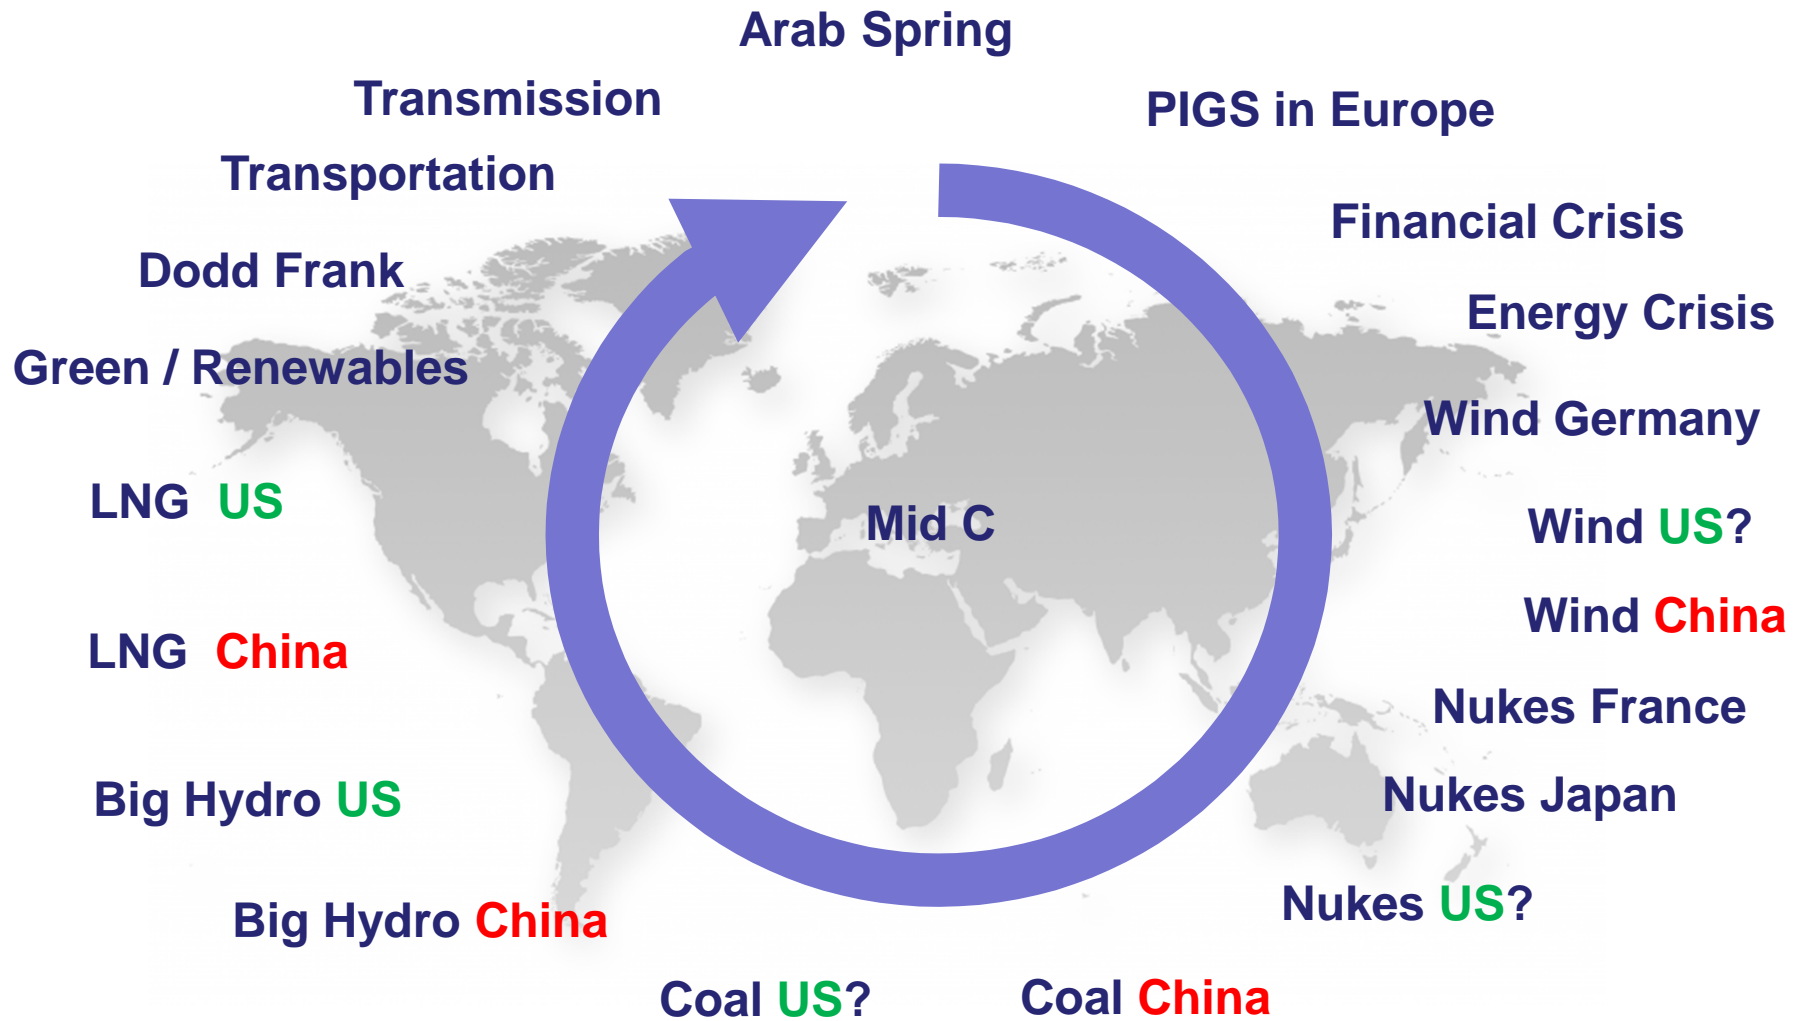 Arab Spring
PIGS in Europe
Financial Crisis
Energy Crisis
Wind Germany
Wind US?
Wind China
Nukes France
Nukes Japan
Nukes US?
Coal China
Coal US?
Big Hydro China
Big Hydro US
LNG China
LNG US
Green / Renewables
Dodd Frank
Transportation
Transmission
Mid C